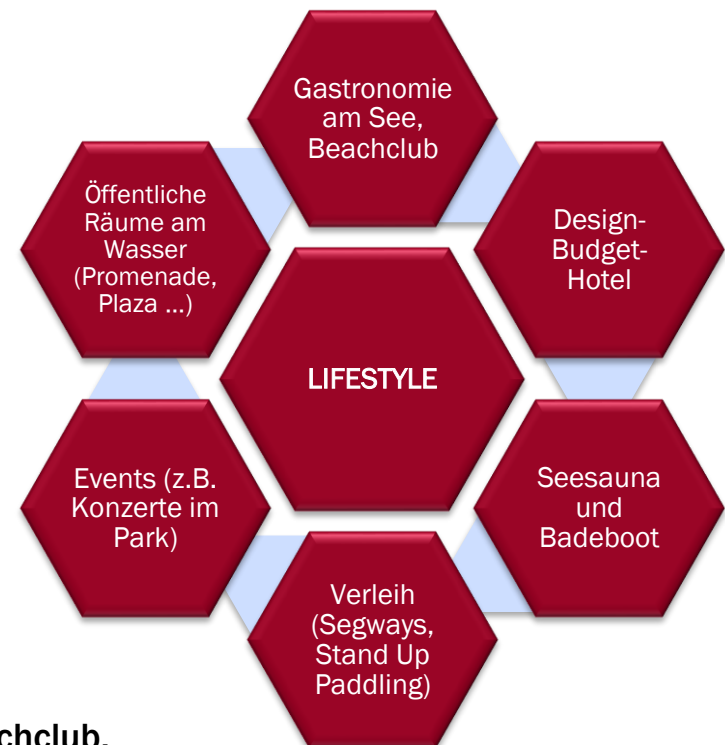 Gastronomie
am See,
Beachclub
Öffentliche
Räume am
Wasser
(Promenade,
Plaza ...)
Design-
Budget-
Hotel
LIFESTYLE
Events (z.B.
Konzerte im
Park)
Seesauna
und
Badeboot
Verleih
(Segways,
Stand Up
Paddling)
chclub.